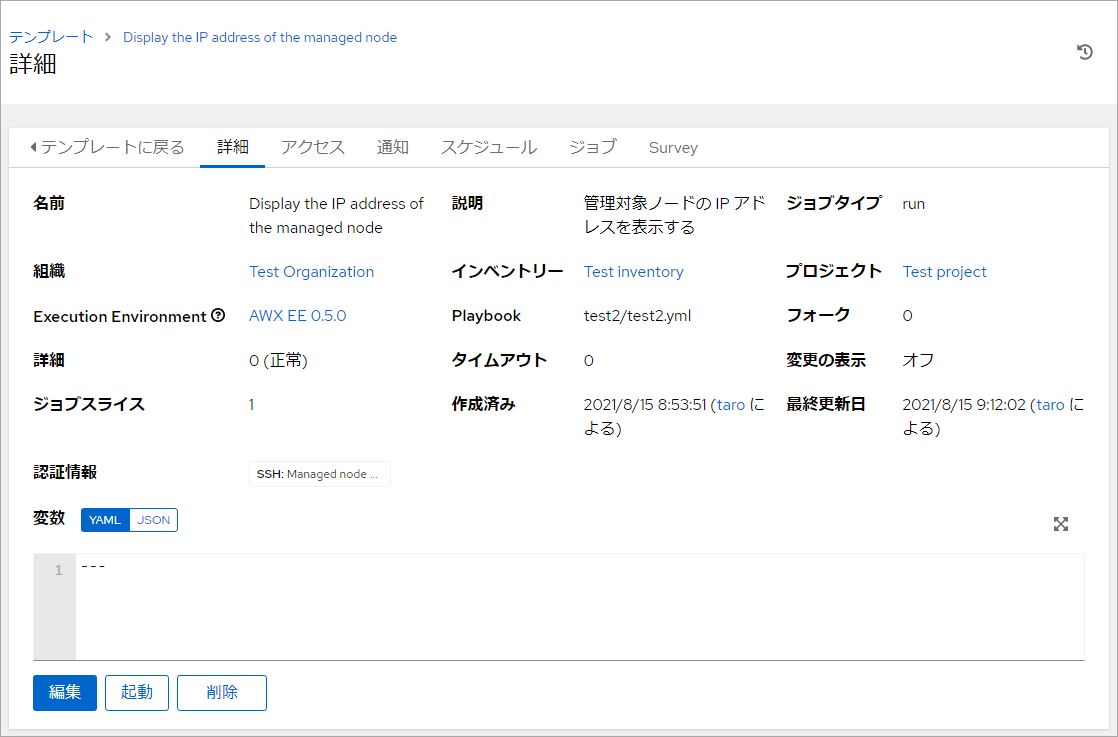 テンプレート > Display the IP address of the managed node
詳細
テンプレートに戻る 詳細 アクセス 通知 スケジュール ジョブ Survey
名前 Display the IP address of the managed node
説明 管理対象ノードの IP アドレスを表示する
ジョブタイプ run
組織 Test Organization
インベントリー Test inventory
プロジェクト Test project
Execution Environment AWX EE 0.5.0
Playbook test2/test2.yml
フォーク 0
詳細 0 (正常)
タイムアウト 0
変更の表示 オフ
ジョブスライス 1
作成済み 2021/8/15 8:53:51 (taro による)
最終更新日 2021/8/15 9:12:02 (taro による)
認証情報 SSH: Managed node ...
変数 YAML JSON
1 ---
編集 起動 削除